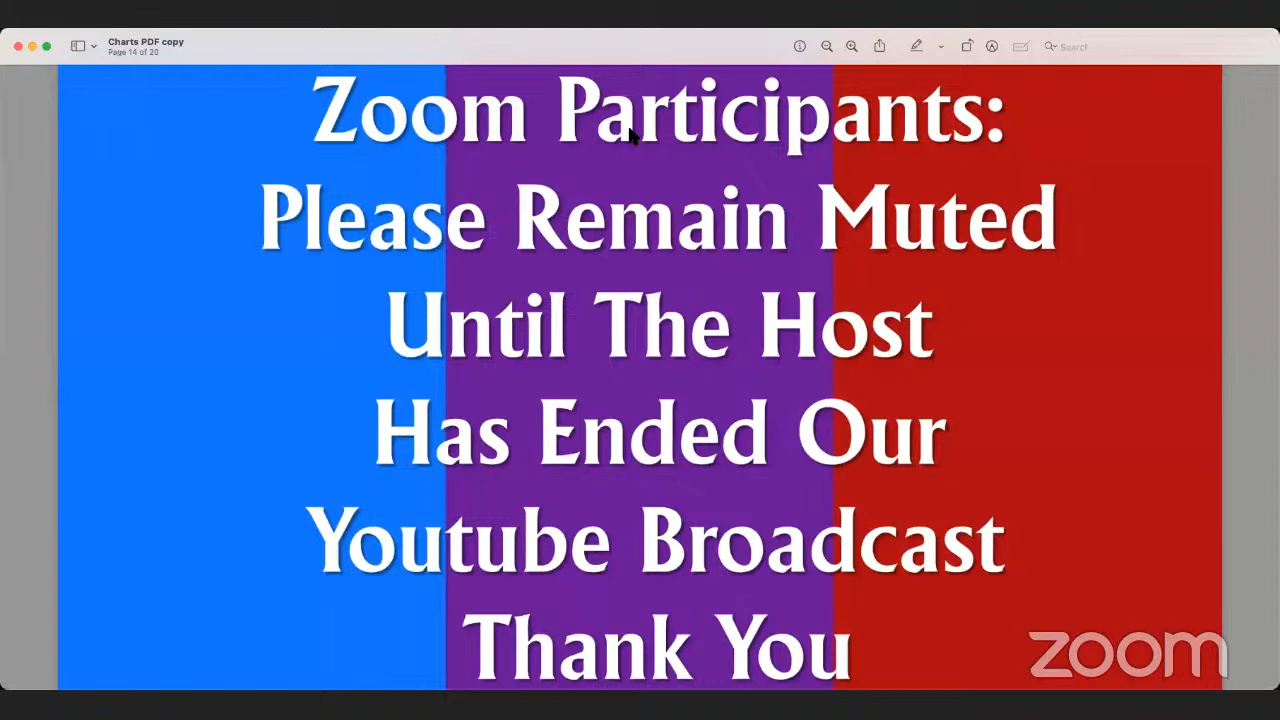 Charts PDF copy
Page 14 of 20
Search
Zoom Participants:
Please Remain Muted
Until The Host
Has Ended Our
Youtube Broadcast
Thank You
zoom